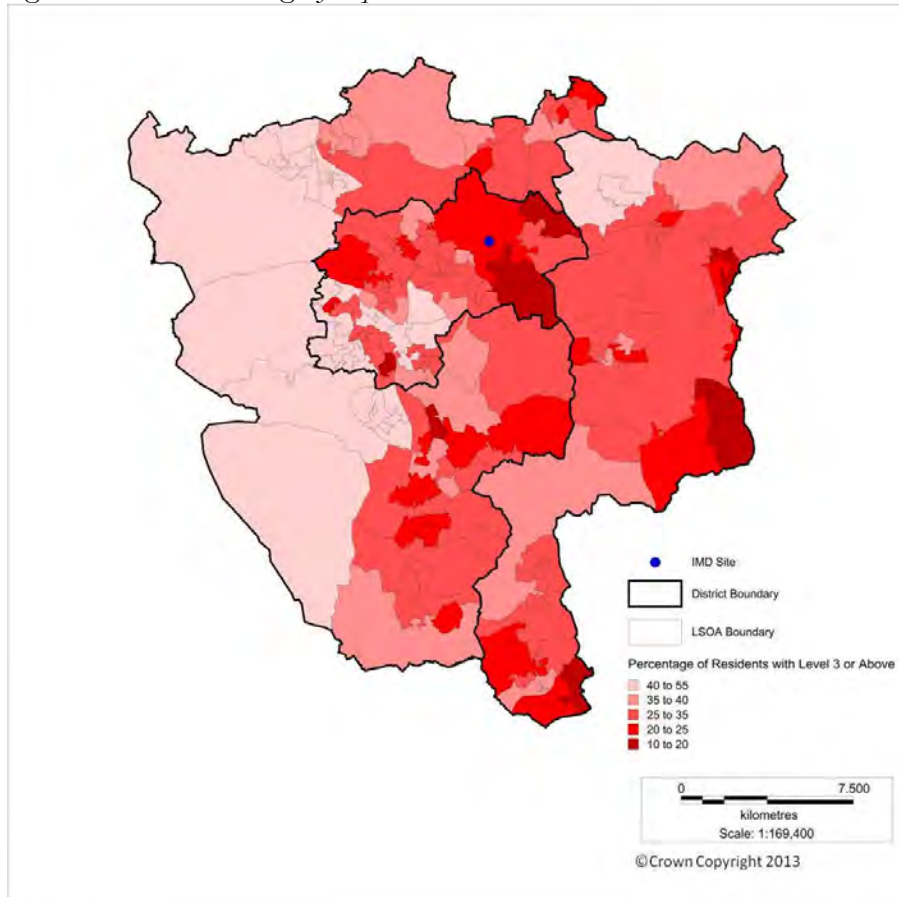 IMD Site
District Boundary
LSOA Boundary
Percentage of Residents with Level 3 or Above
40 to 55
35 to 40
25 to 35
20 to 25
10 to 20
0 7.500
kilometres
Scale: 1:169,400
©Crown Copyright 2013